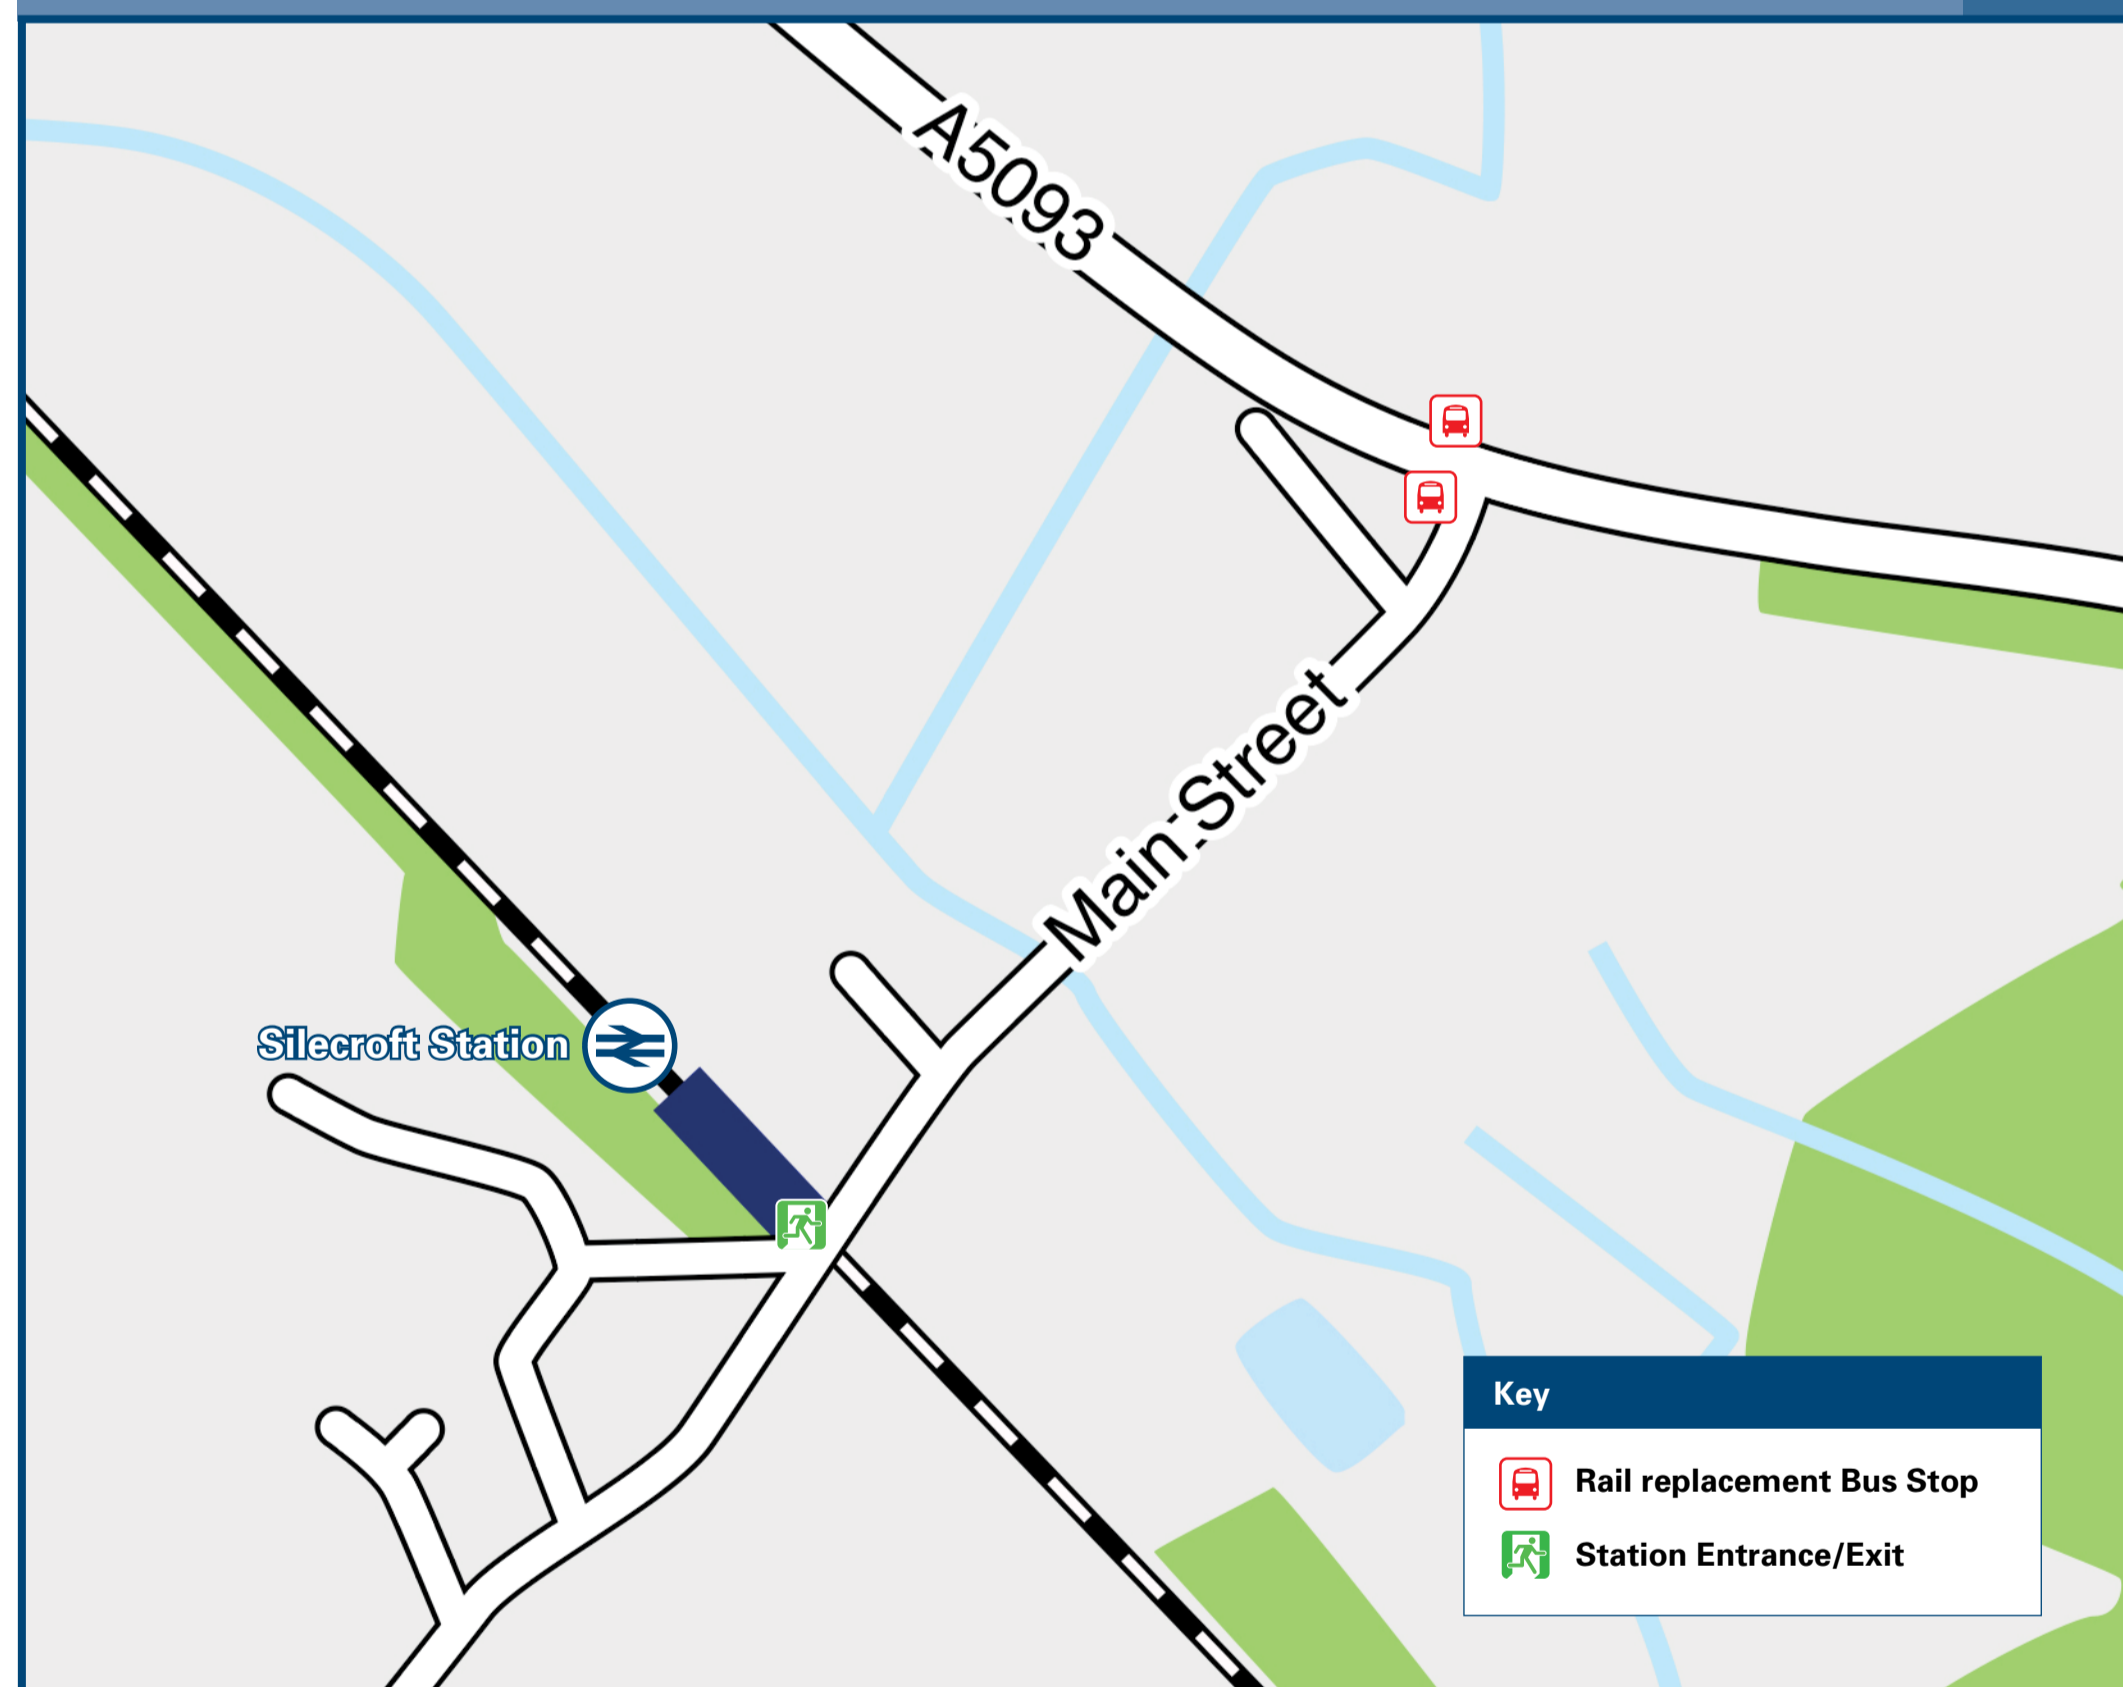 A5093
Main Street
Silecroft Station
Key
Rail replacement Bus Stop
Station Entrance/Exit